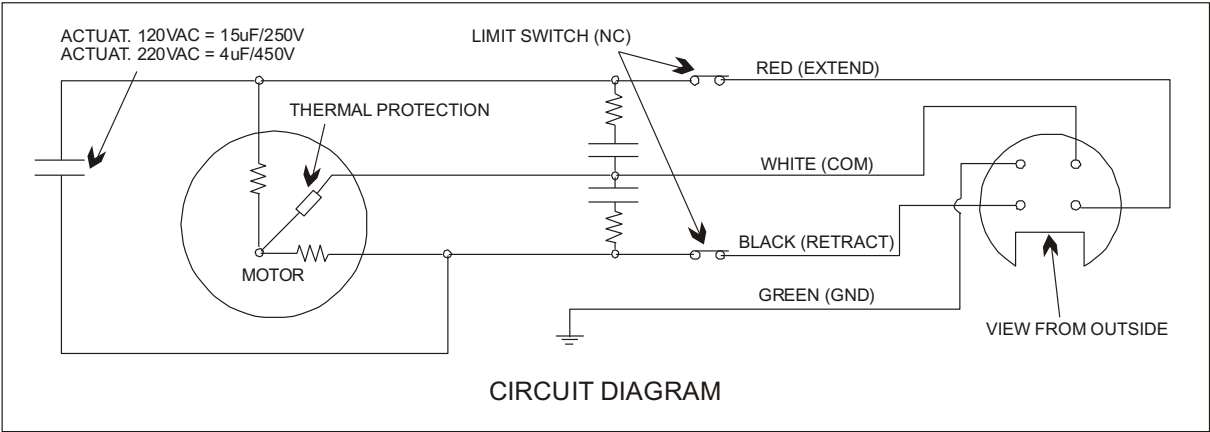 ACTUAT. 120VAC = 15uF/250V
ACTUAT. 220VAC = 4uF/450V
LIMIT SWITCH (NC)
RED (EXTEND)
THERMAL PROTECTION
WHITE (COM)
BLACK (RETRACT)
MOTOR
GREEN (GND)
VIEW FROM OUTSIDE
CIRCUIT DIAGRAM